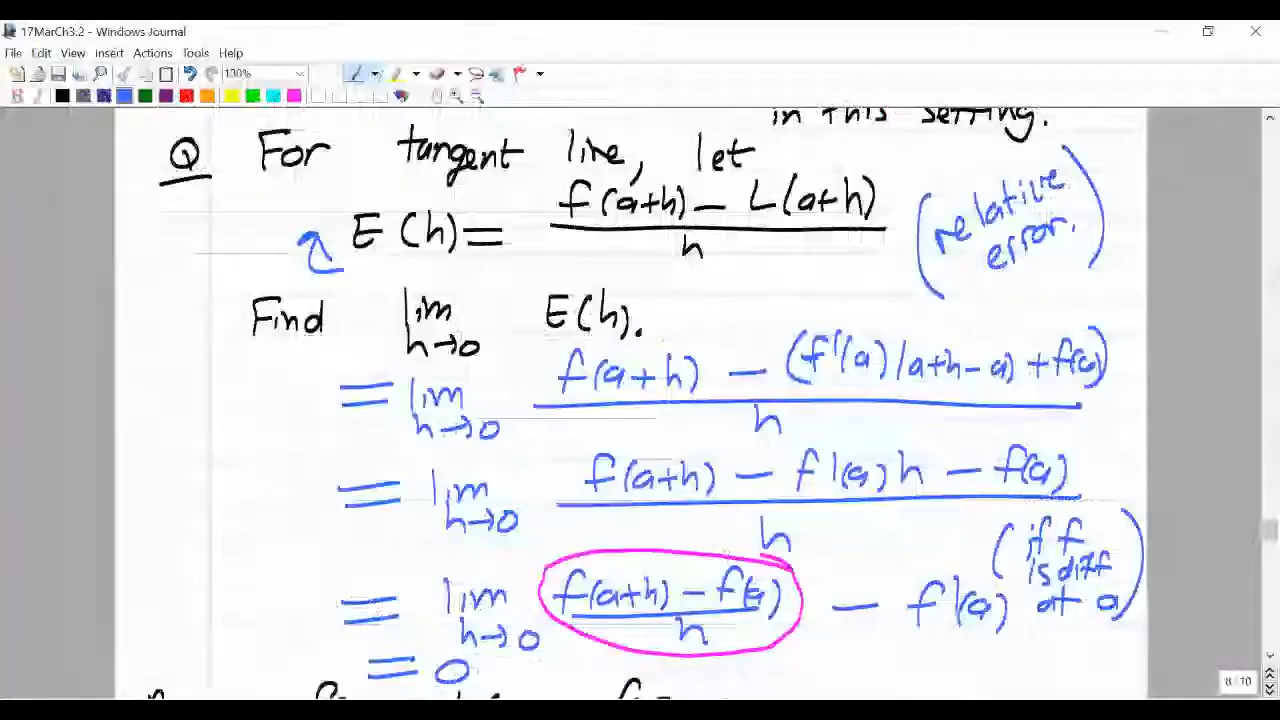 17MarCh3.2 - Windows Journal
File Edit View Insert Actions Tools Help
130%
in this setting.
Q For tangent line, let
E(h) = f(a+h) - L(a+h) / h (relative error.)
Find lim h→0 E(h).
= lim h→0 f(a+h) - (f'(a)(a+h-a) + f(a)) / h
= lim h→0 f(a+h) - f'(a)h - f(a) / h
= lim h→0 f(a+h) - f(a) / h - f'(a) (if f is diff at a)
= 0
8 / 10